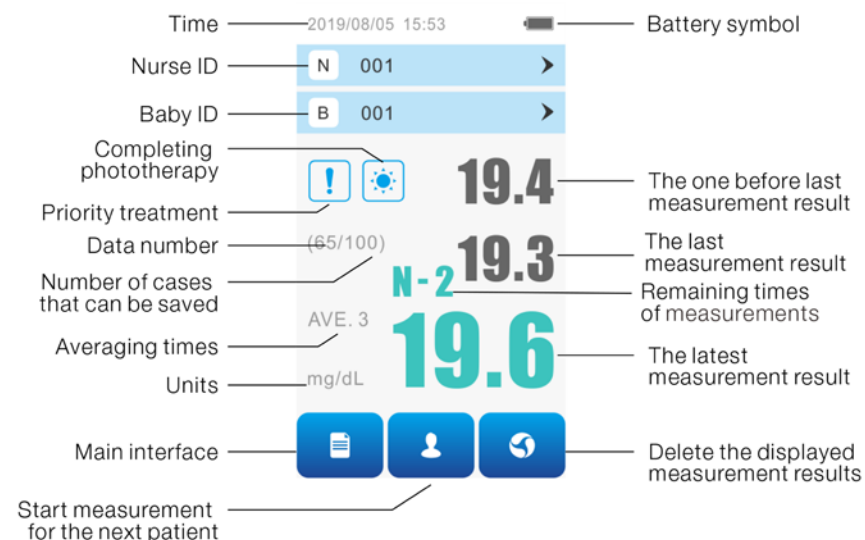 Time
2019/08/05 15:53
Battery symbol
Nurse ID
N 001
Baby ID
B 001
Completing
phototherapy
!
19.4
The one before last
measurement result
Priority treatment
Data number
(65/100)
19.3
The last
measurement result
Number of cases
that can be saved
N-2
Remaining times
of measurements
AVE. 3
Averaging times
19.6
The latest
measurement result
Units
mg/dL
Main interface
Delete the displayed
measurement results
Start measurement
for the next patient